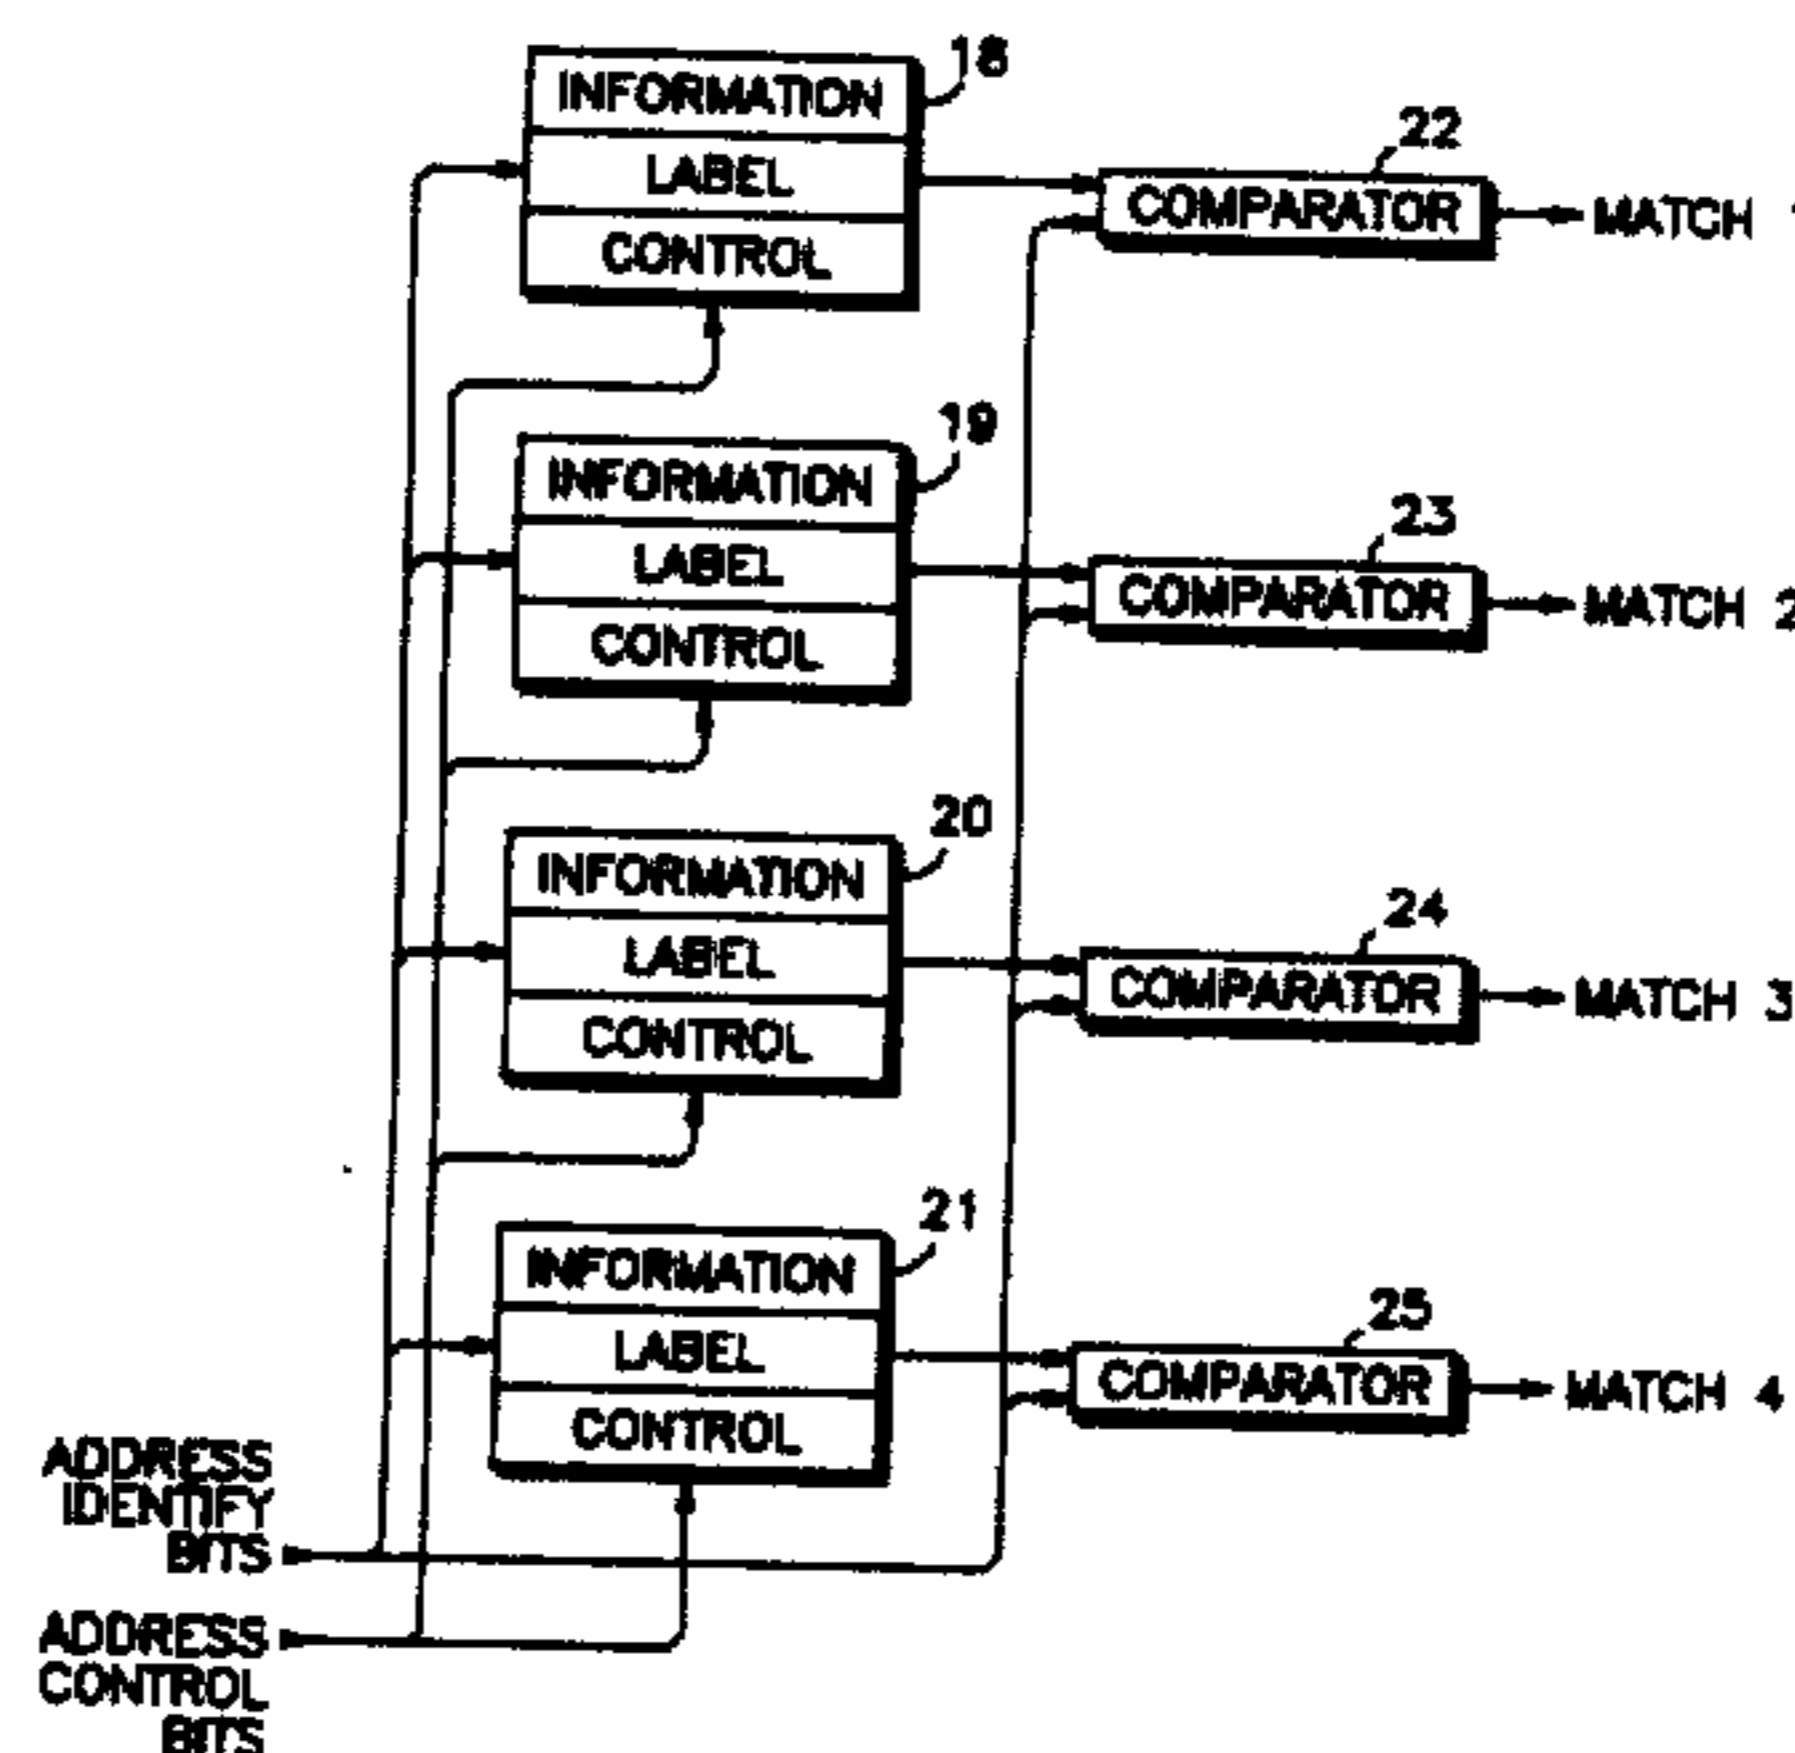 18
INFORMATION
LABEL
CONTROL
22
COMPARATOR
MATCH
19
INFORMATION
LABEL
CONTROL
23
COMPARATOR
MATCH 2
20
INFORMATION
LABEL
CONTROL
24
COMPARATOR
MATCH 3
21
INFORMATION
LABEL
CONTROL
25
COMPARATOR
MATCH 4
ADDRESS
IDENTIFY
BITS
ADDRESS
CONTROL
BITS